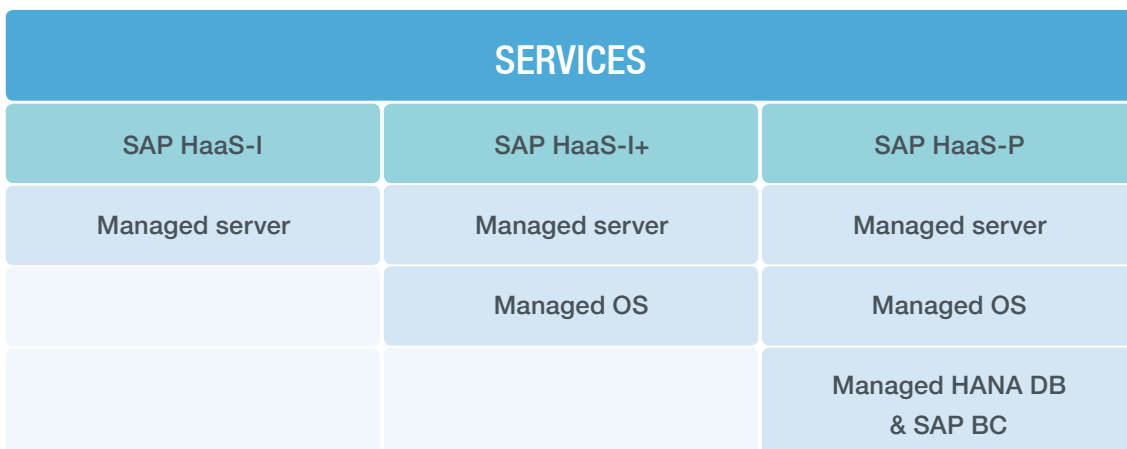 SERVICES
SAP HaaS-I
SAP HaaS-I+
SAP HaaS-P
Managed server
Managed server
Managed server
Managed OS
Managed OS
Managed HANA DB
& SAP BC